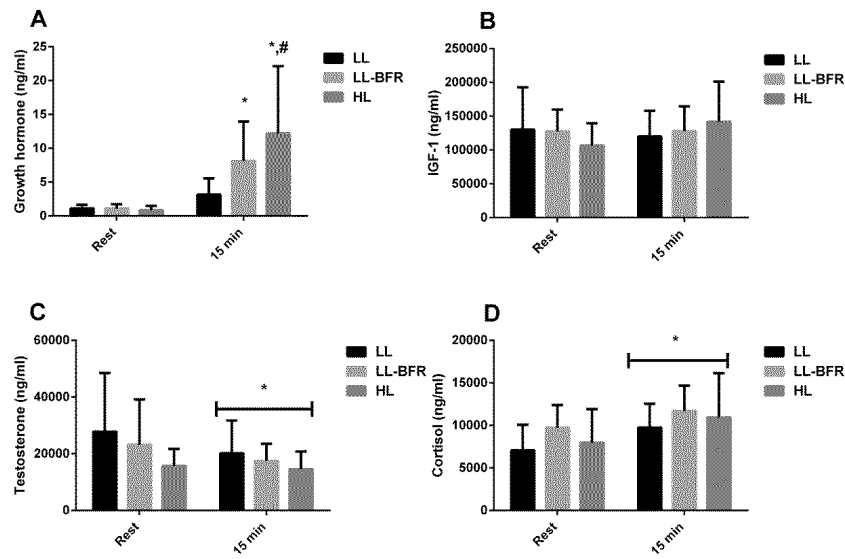 A
Growth hormone (ng/ml)
25
20
15
10
5
0
*
*,#
LL
LL-BFR
HL
Rest
15 min
B
IGF-1 (ng/ml)
250000
200000
150000
100000
50000
0
LL
LL-BFR
HL
Rest
15 min
C
Testosterone (ng/ml)
60000
40000
20000
0
*
LL
LL-BFR
HL
Rest
15 min
D
Cortisol (ng/ml)
20000
15000
10000
5000
0
*
LL
LL-BFR
HL
Rest
15 min